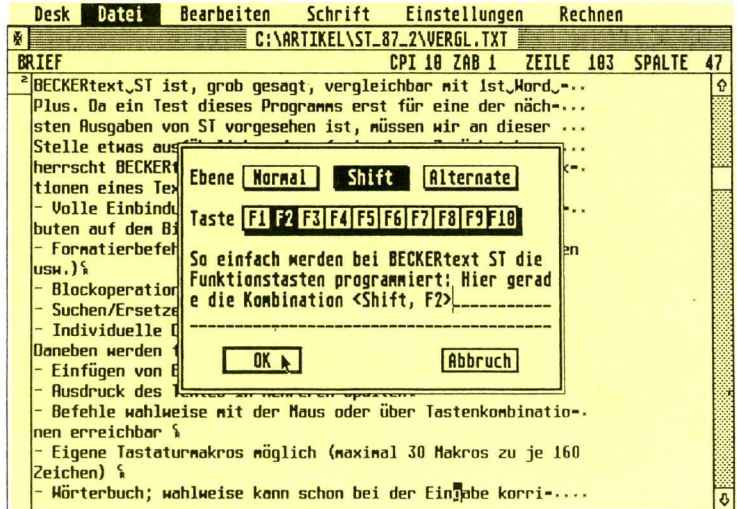 Desk Datei Bearbeiten Schrift Einstellungen Rechnen
C:\ARTIKEL\ST_87_2\VERGL.TXT
BRIEF CPI 10 ZAB 1 ZEILE 103 SPALTE 47
2
BECKERtext ST ist, grob gesagt, vergleichbar mit 1st Word -
Plus. Da ein Test dieses Programms erst für eine der näch-
sten Ausgaben von ST vorgesehen ist, müssen wir an dieser
Stelle etwas
herrscht
tionen eines
- Volle
buten auf dem
- Formatierbefeh
usw.)
- Blockoperation
- Suchen/Ersetze
- Individuelle
Daneben werden
- Einfügen von
- Ausdruck des
- Befehle wahlweise mit der Maus oder über Tastenkombinatio-
nen erreichbar
- Eigene Tastaturmakros möglich (maximal 30 Makros zu je 160
Zeichen)
- Wörterbuch; wahlweise kann schon bei der Eingabe korri-
Ebene Normal Shift Alternate
Taste F1 F2 F3 F4 F5 F6 F7 F8 F9 F10
So einfach werden bei BECKERtext ST die
Funktionstasten programmiert: Hier gerad
e die Kombination <Shift, F2>
OK Abbruch